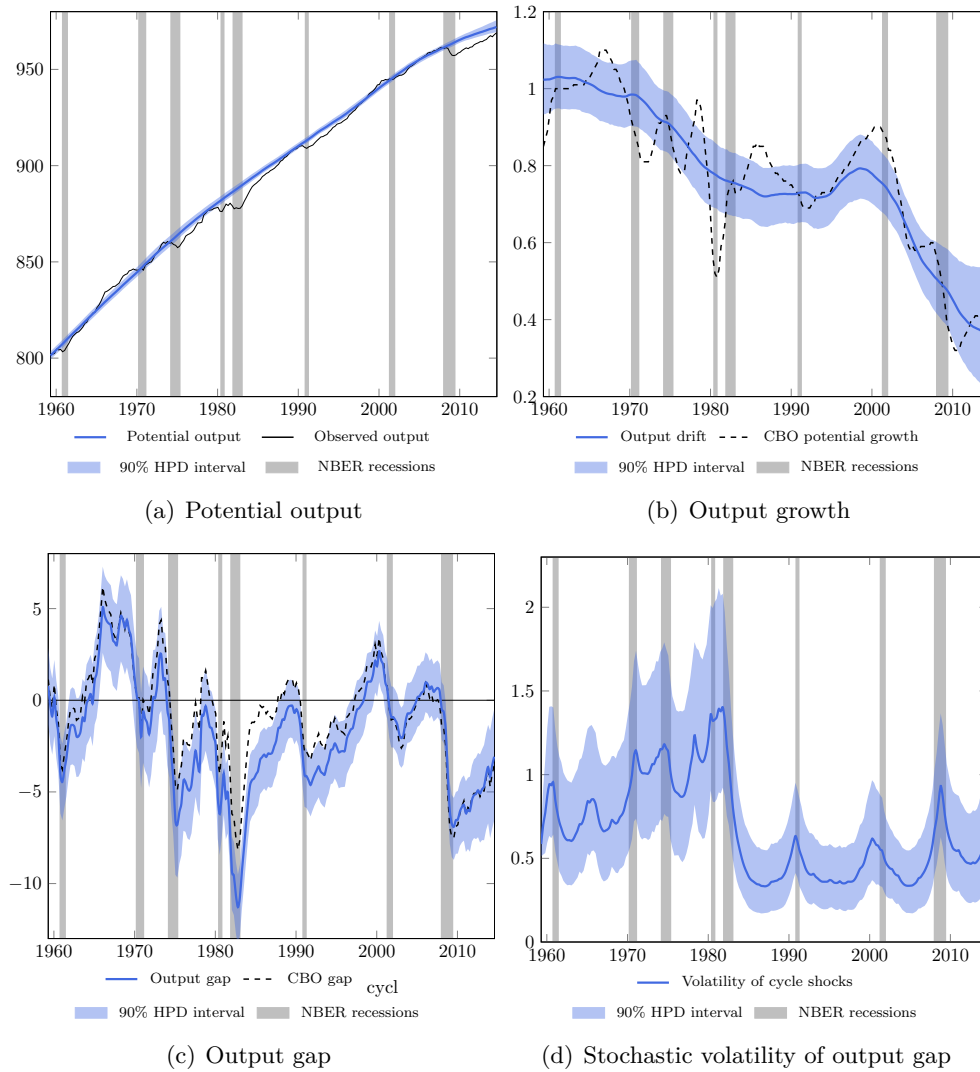 950
900
850
800
1960 1970 1980 1990 2000 2010
Potential output Observed output
90% HPD interval NBER recessions
(a) Potential output
1.2
1
0.8
0.6
0.4
0.2
1960 1970 1980 1990 2000 2010
Output drift CBO potential growth
90% HPD interval NBER recessions
(b) Output growth
5
0
−5
−10
1960 1970 1980 1990 2000 2010
Output gap CBO gap cycl
90% HPD interval NBER recessions
(c) Output gap
2
1.5
1
0.5
0
1960 1970 1980 1990 2000 2010
Volatility of cycle shocks
90% HPD interval NBER recessions
(d) Stochastic volatility of output gap